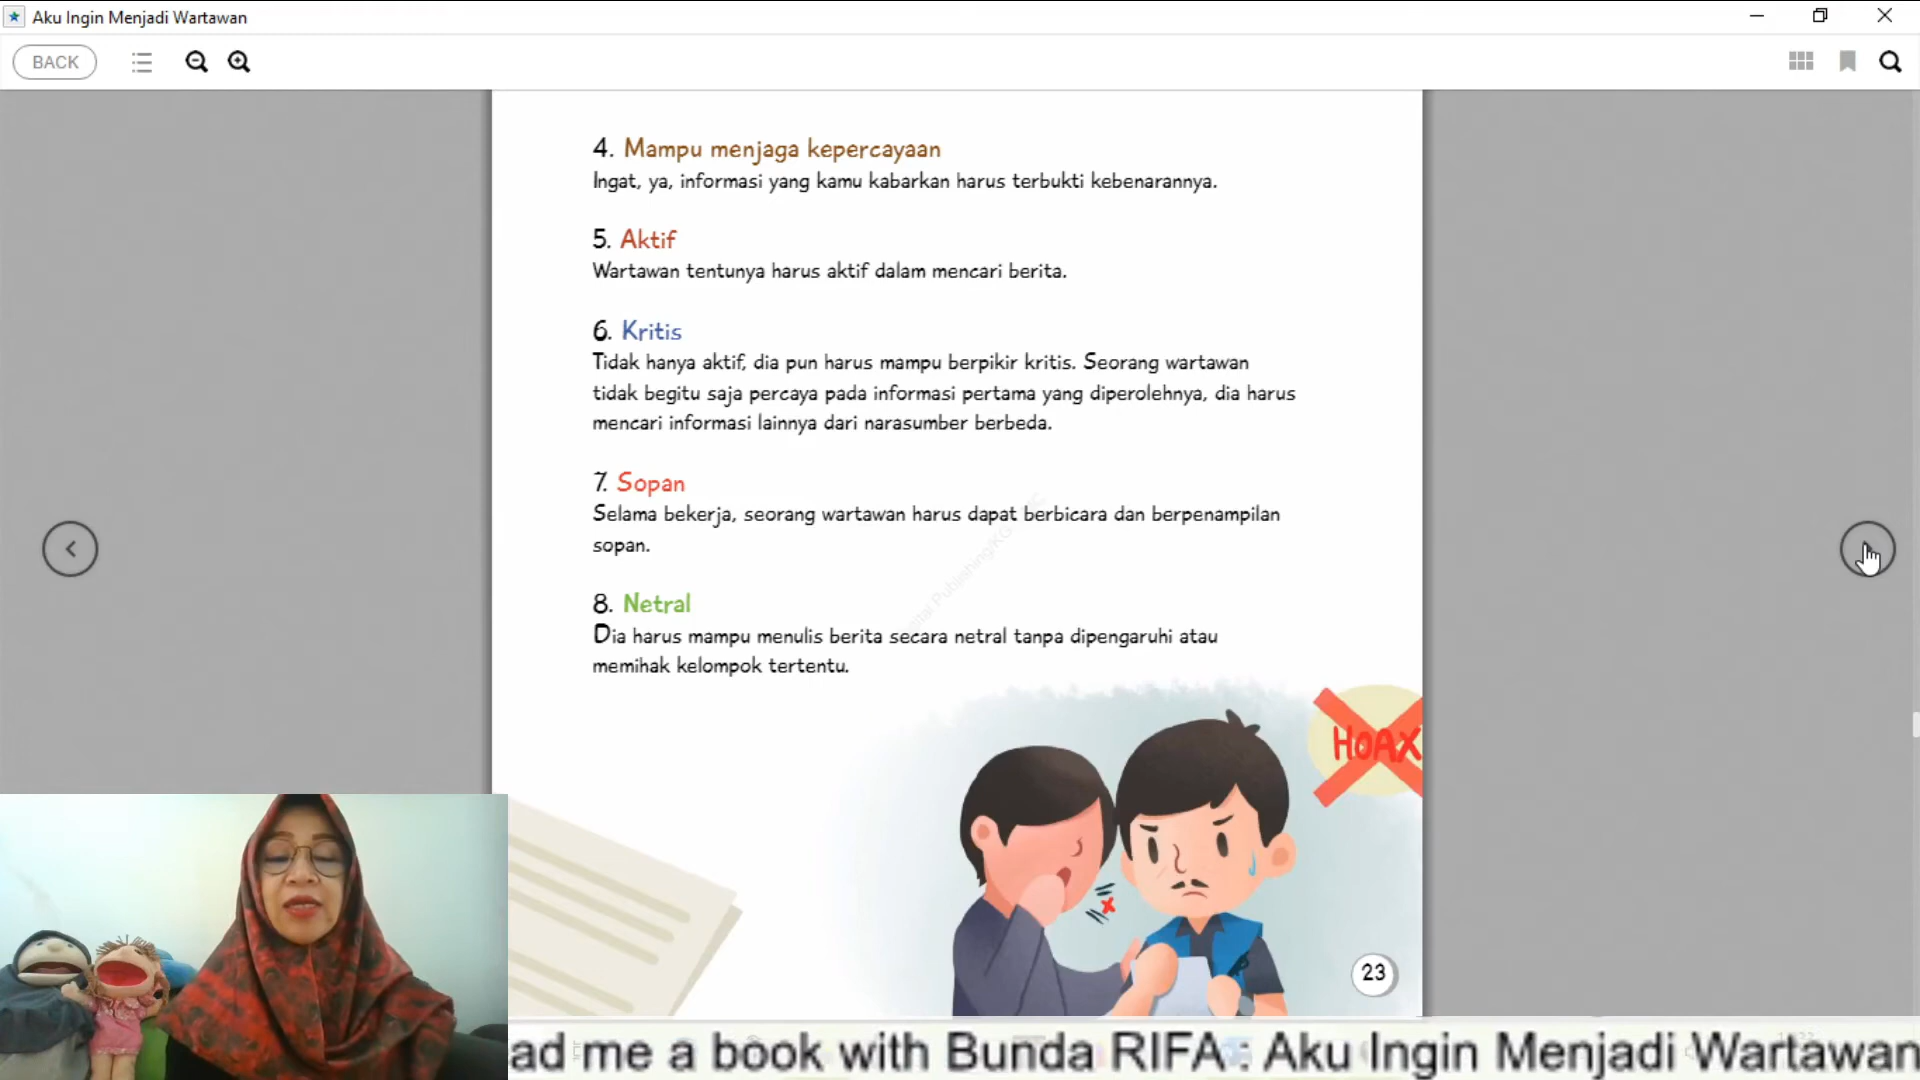 Aku Ingin Menjadi Wartawan
BACK
4. Mampu menjaga kepercayaan
Ingat, ya, informasi yang kamu kabarkan harus terbukti kebenarannya.
5. Aktif
Wartawan tentunya harus aktif dalam mencari berita.
6. Kritis
Tidak hanya aktif, dia pun harus mampu berpikir kritis. Seorang wartawan
tidak begitu saja percaya pada informasi pertama yang diperolehnya, dia harus
mencari informasi lainnya dari narasumber berbeda.
7. Sopan
Selama bekerja, seorang wartawan harus dapat berbicara dan berpenampilan
sopan.
8. Netral
Dia harus mampu menulis berita secara netral tanpa dipengaruhi atau
memihak kelompok tertentu.
HOAX
23
ad me a book with Bunda RIFA : Aku Ingin Menjadi Wartawan